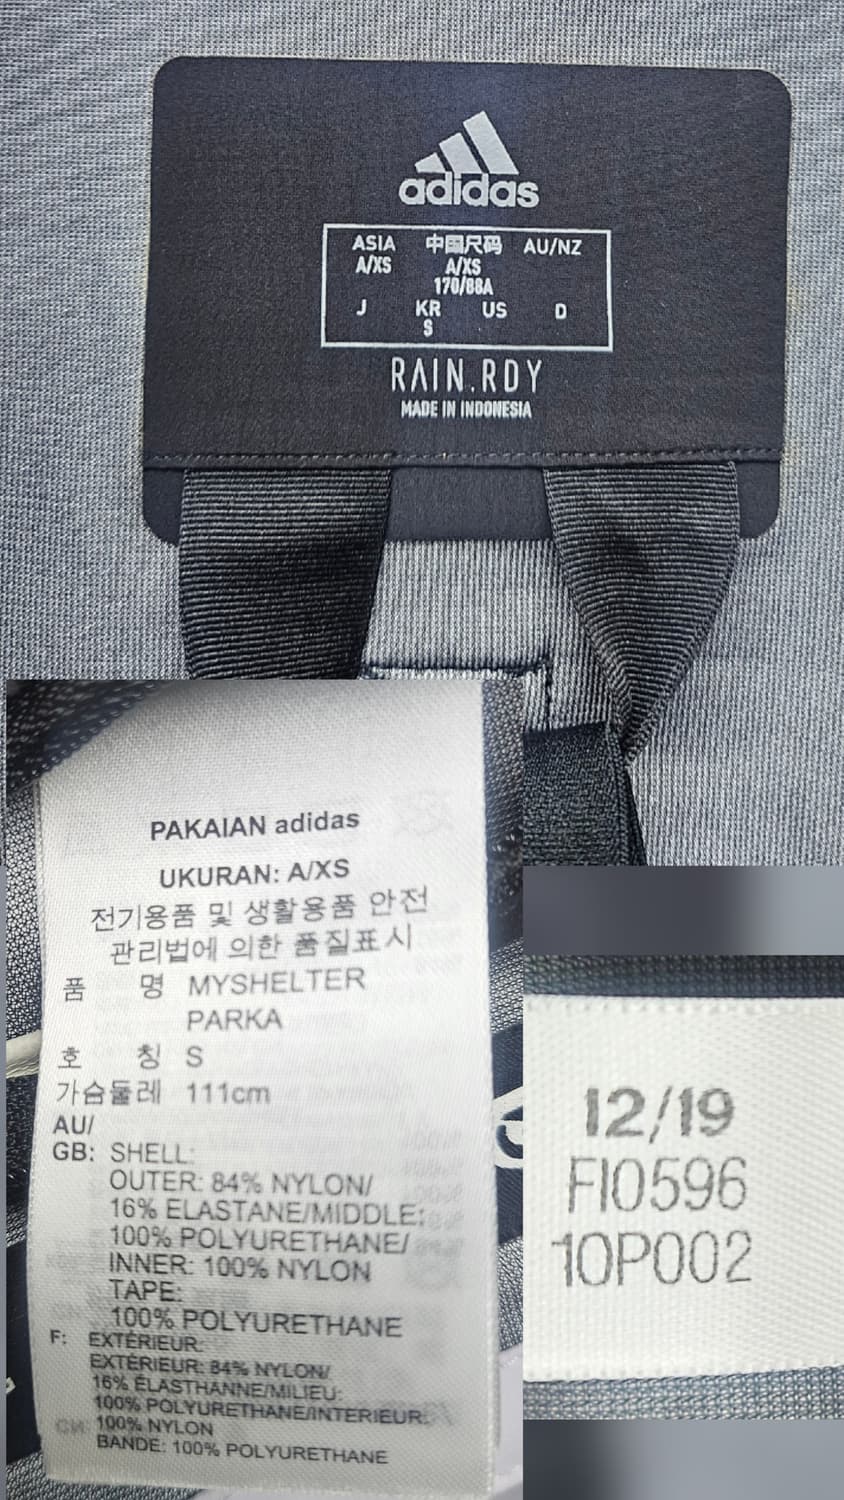 adidas
ASIA 中国尺码 AU/NZ
A/XS A/XS
170/88A
J KR US D
S
RAIN.RDY
MADE IN INDONESIA
PAKAIAN adidas
UKURAN: A/XS
전기용품 및 생활용품 안전
관리법에 의한 품질표시
품 명 MYSHELTER
PARKA
호 칭 S
가슴둘레 111cm
AU/
GB: SHELL:
OUTER: 84% NYLON/
16% ELASTANE/MIDDLE:
100% POLYURETHANE/
INNER: 100% NYLON
TAPE:
100% POLYURETHANE
F: EXTÉRIEUR:
EXTÉRIEUR: 84% NYLON/
16% ÉLASTHANNE/MILIEU:
100% POLYURETHANE/INTERIEUR:
100% NYLON
BANDE: 100% POLYURETHANE
12/19
FI0596
10P002